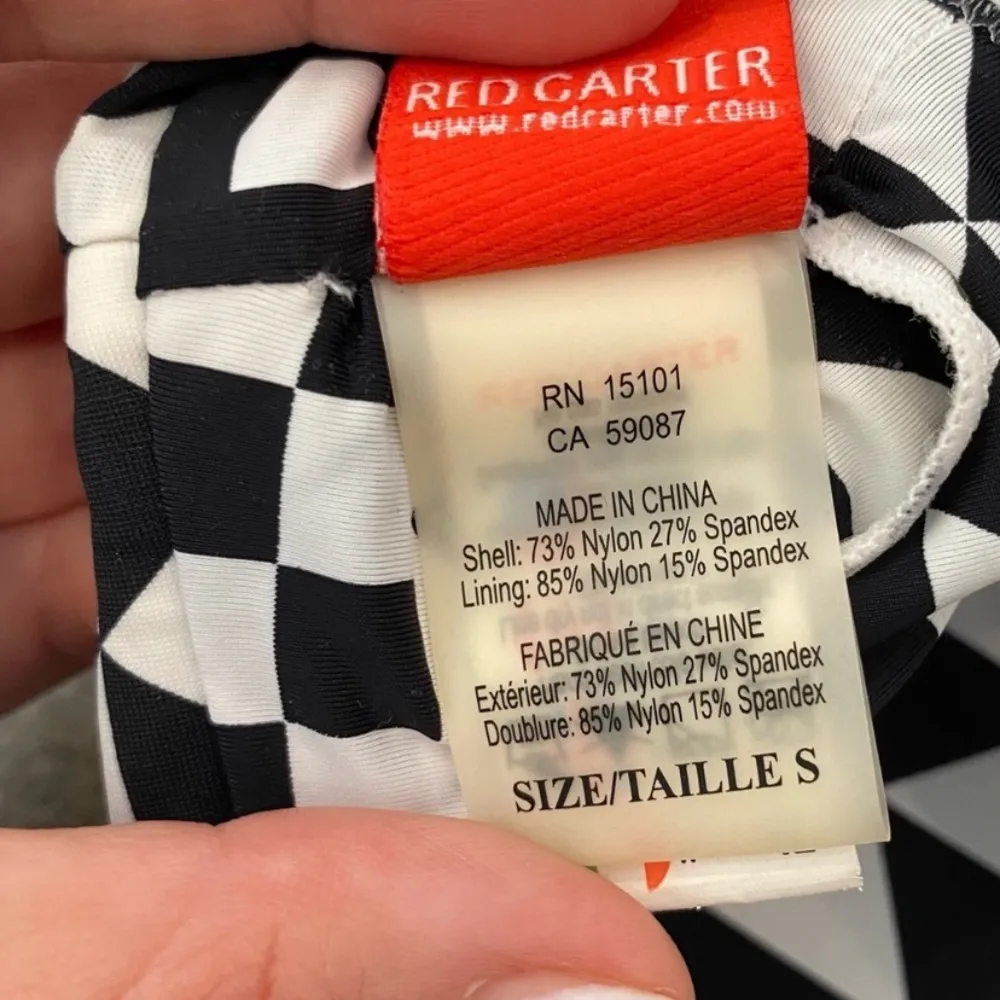 RED CARTER
www.redcarter.com
RN 15101
CA 59087
MADE IN CHINA
Shell: 73% Nylon 27% Spandex
Lining: 85% Nylon 15% Spandex
FABRIQUÉ EN CHINE
Extérieur: 73% Nylon 27% Spandex
Doublure: 85% Nylon 15% Spandex
SIZE/TAILLE S